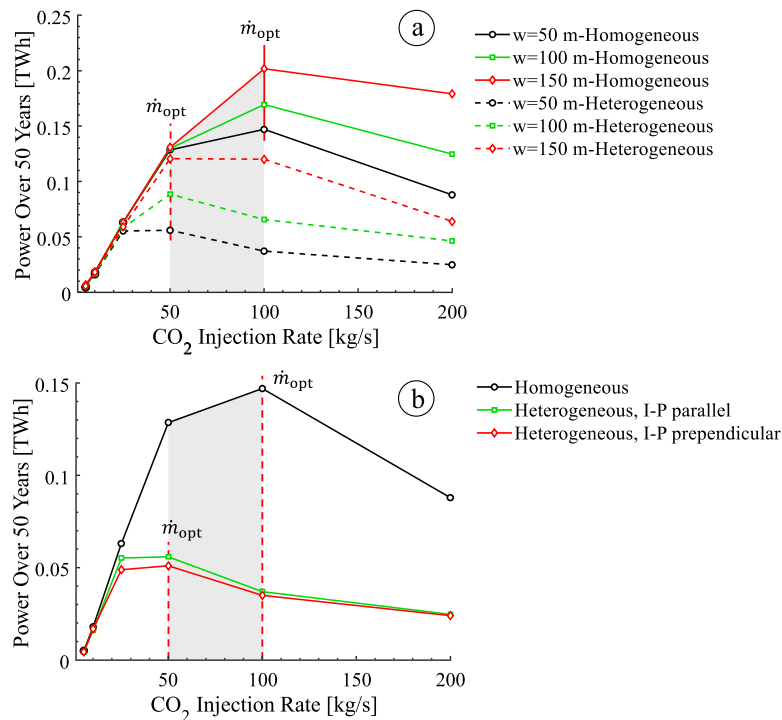 a
ṁopt
ṁopt
Power Over 50 Years [TWh]
0.25
0.2
0.15
0.1
0.05
0
50
100
150
200
CO2 Injection Rate [kg/s]
w=50 m-Homogeneous
w=100 m-Homogeneous
w=150 m-Homogeneous
w=50 m-Heterogeneous
w=100 m-Heterogeneous
w=150 m-Heterogeneous
b
ṁopt
ṁopt
Power Over 50 Years [TWh]
0.15
0.1
0.05
0
50
100
150
200
CO2 Injection Rate [kg/s]
Homogeneous
Heterogeneous, I-P parallel
Heterogeneous, I-P prependicular